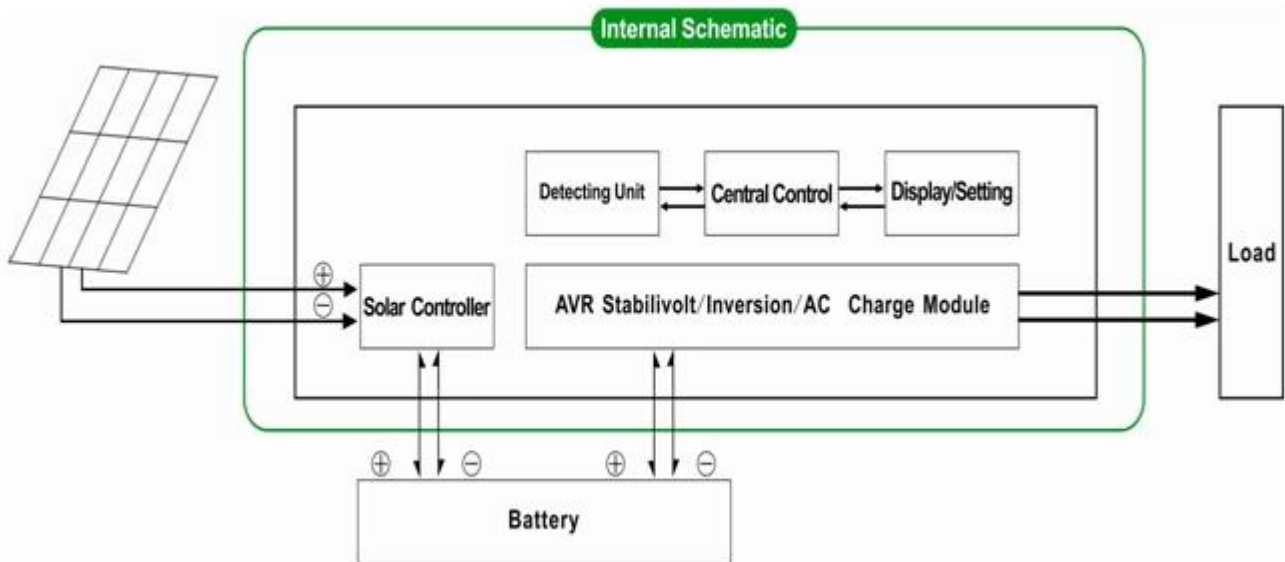 Internal Schematic
Detecting Unit
Central Control
Display/Setting
Load
⊕
⊖
Solar Controller
AVR Stabilivolt/Inversion/AC Charge Module
⊕ ⊖ ⊕ ⊖
Battery